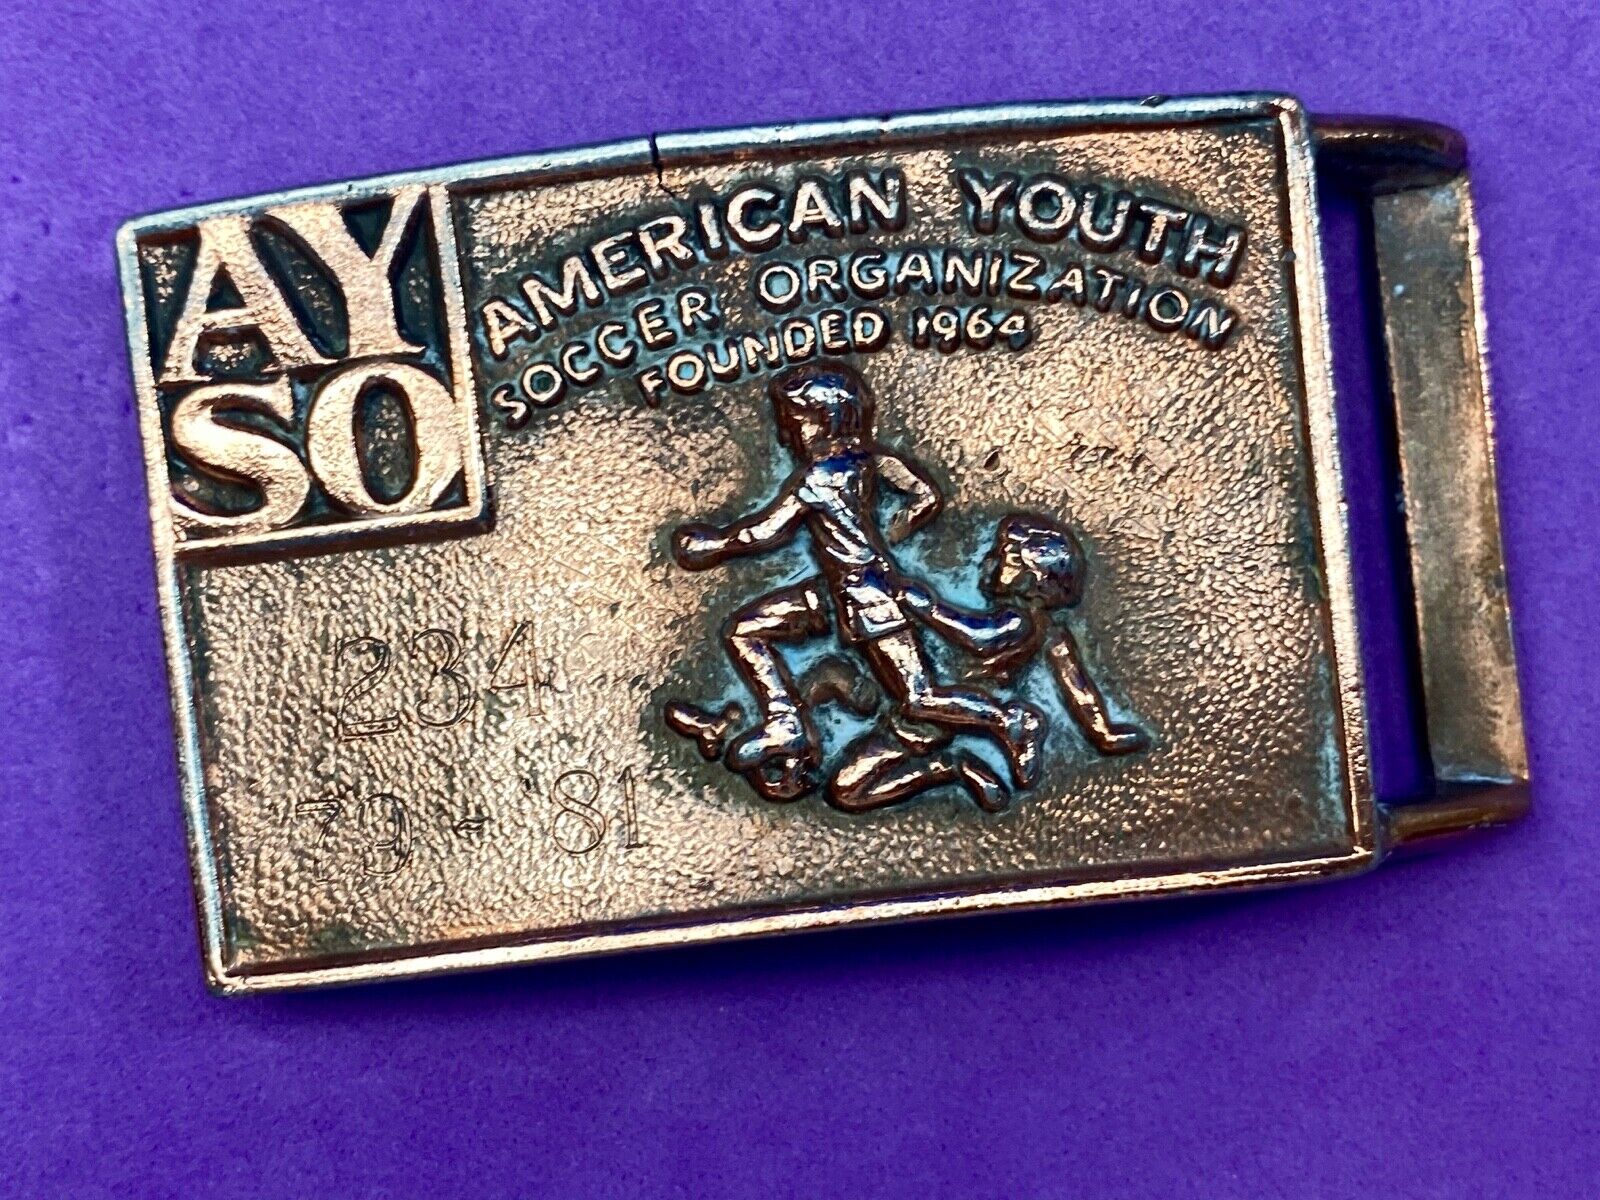 AY
SO
AMERICAN YOUTH
SOCCER ORGANIZATION
FOUNDED 1964
234
79 - '81